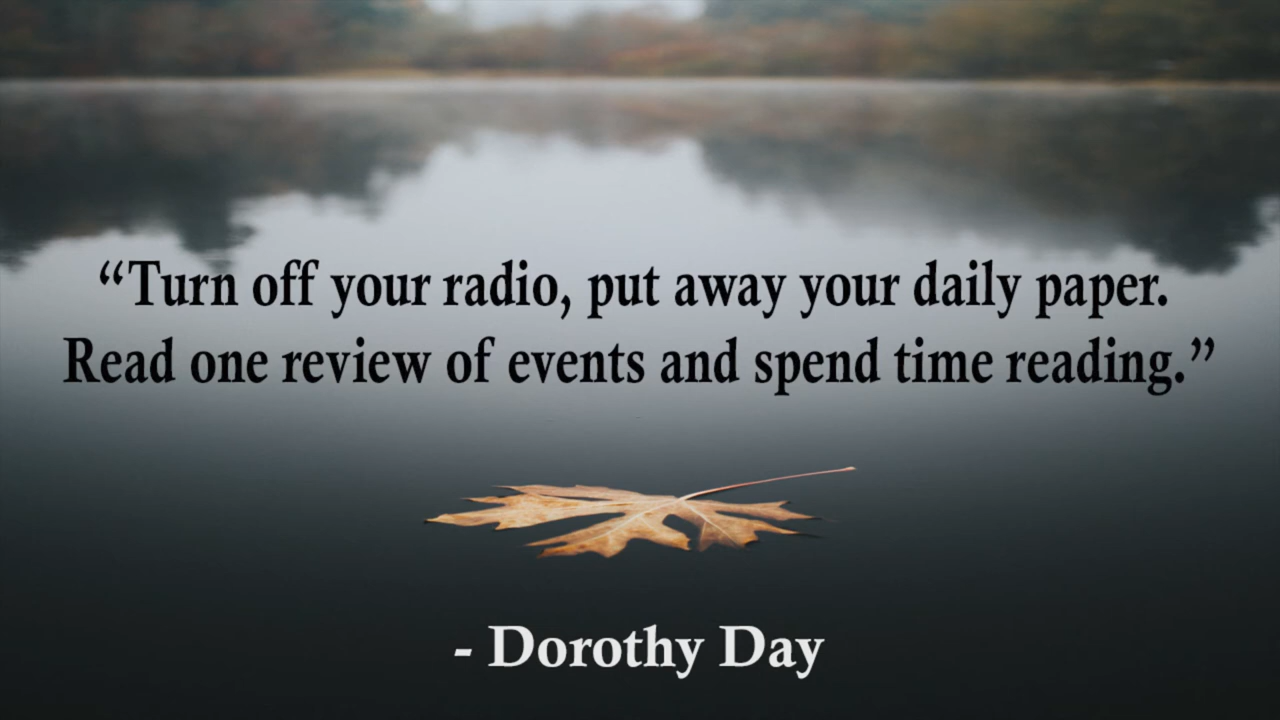 “Turn off your radio, put away your daily paper.
Read one review of events and spend time reading.”
- Dorothy Day